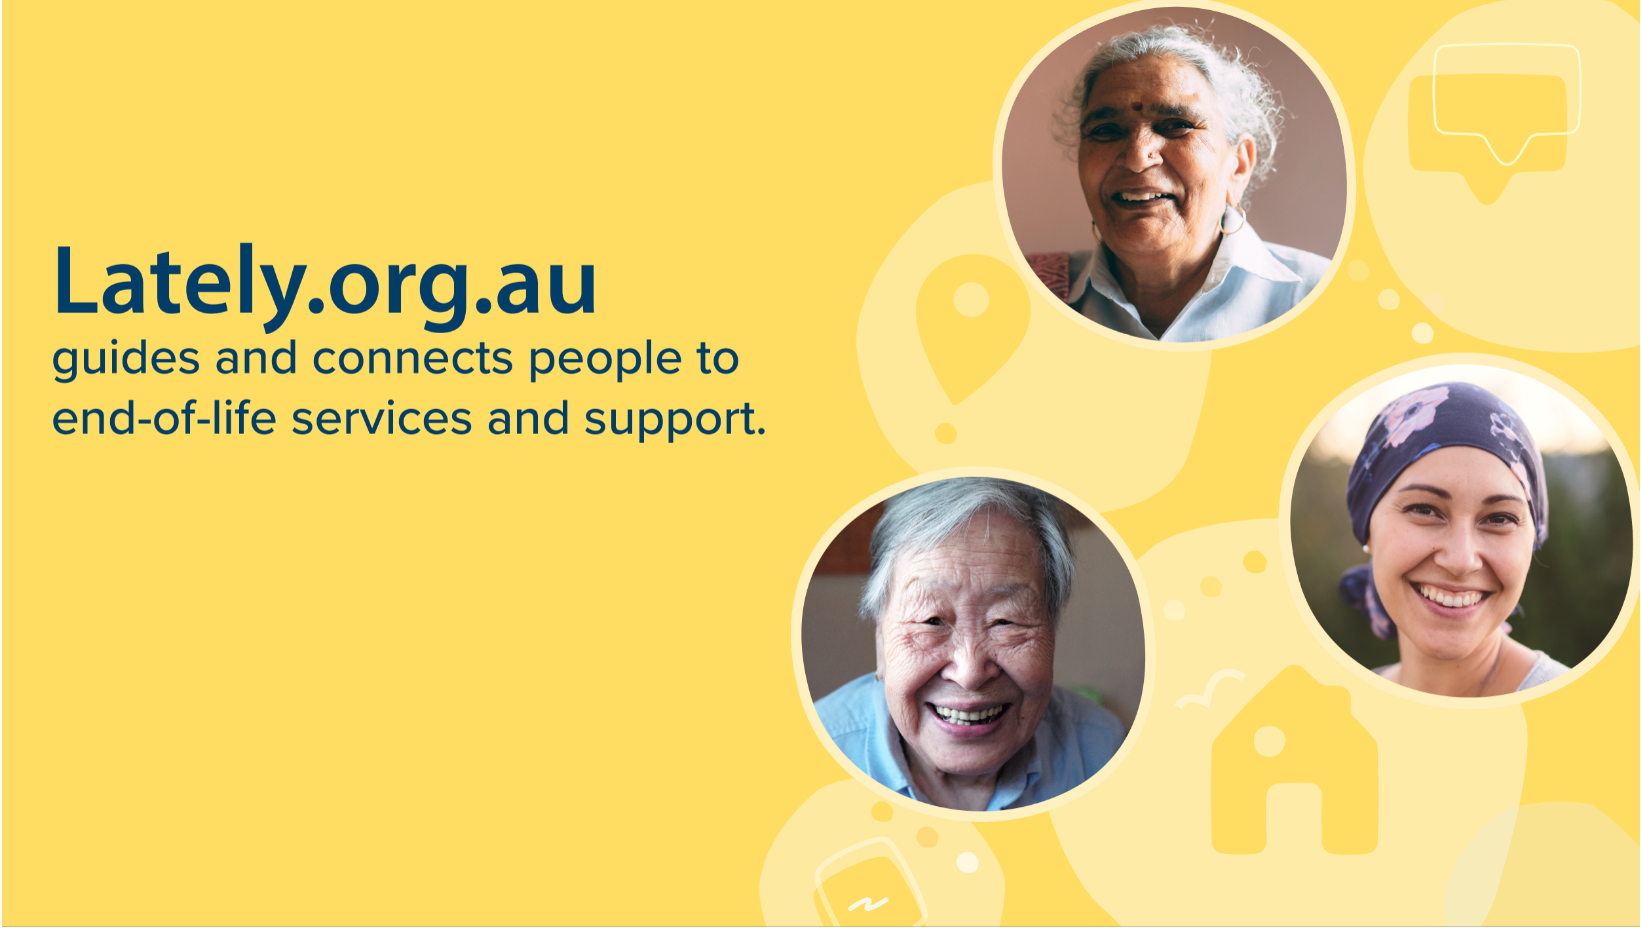 Lately.org.au
guides and connects people to
end-of-life services and support.